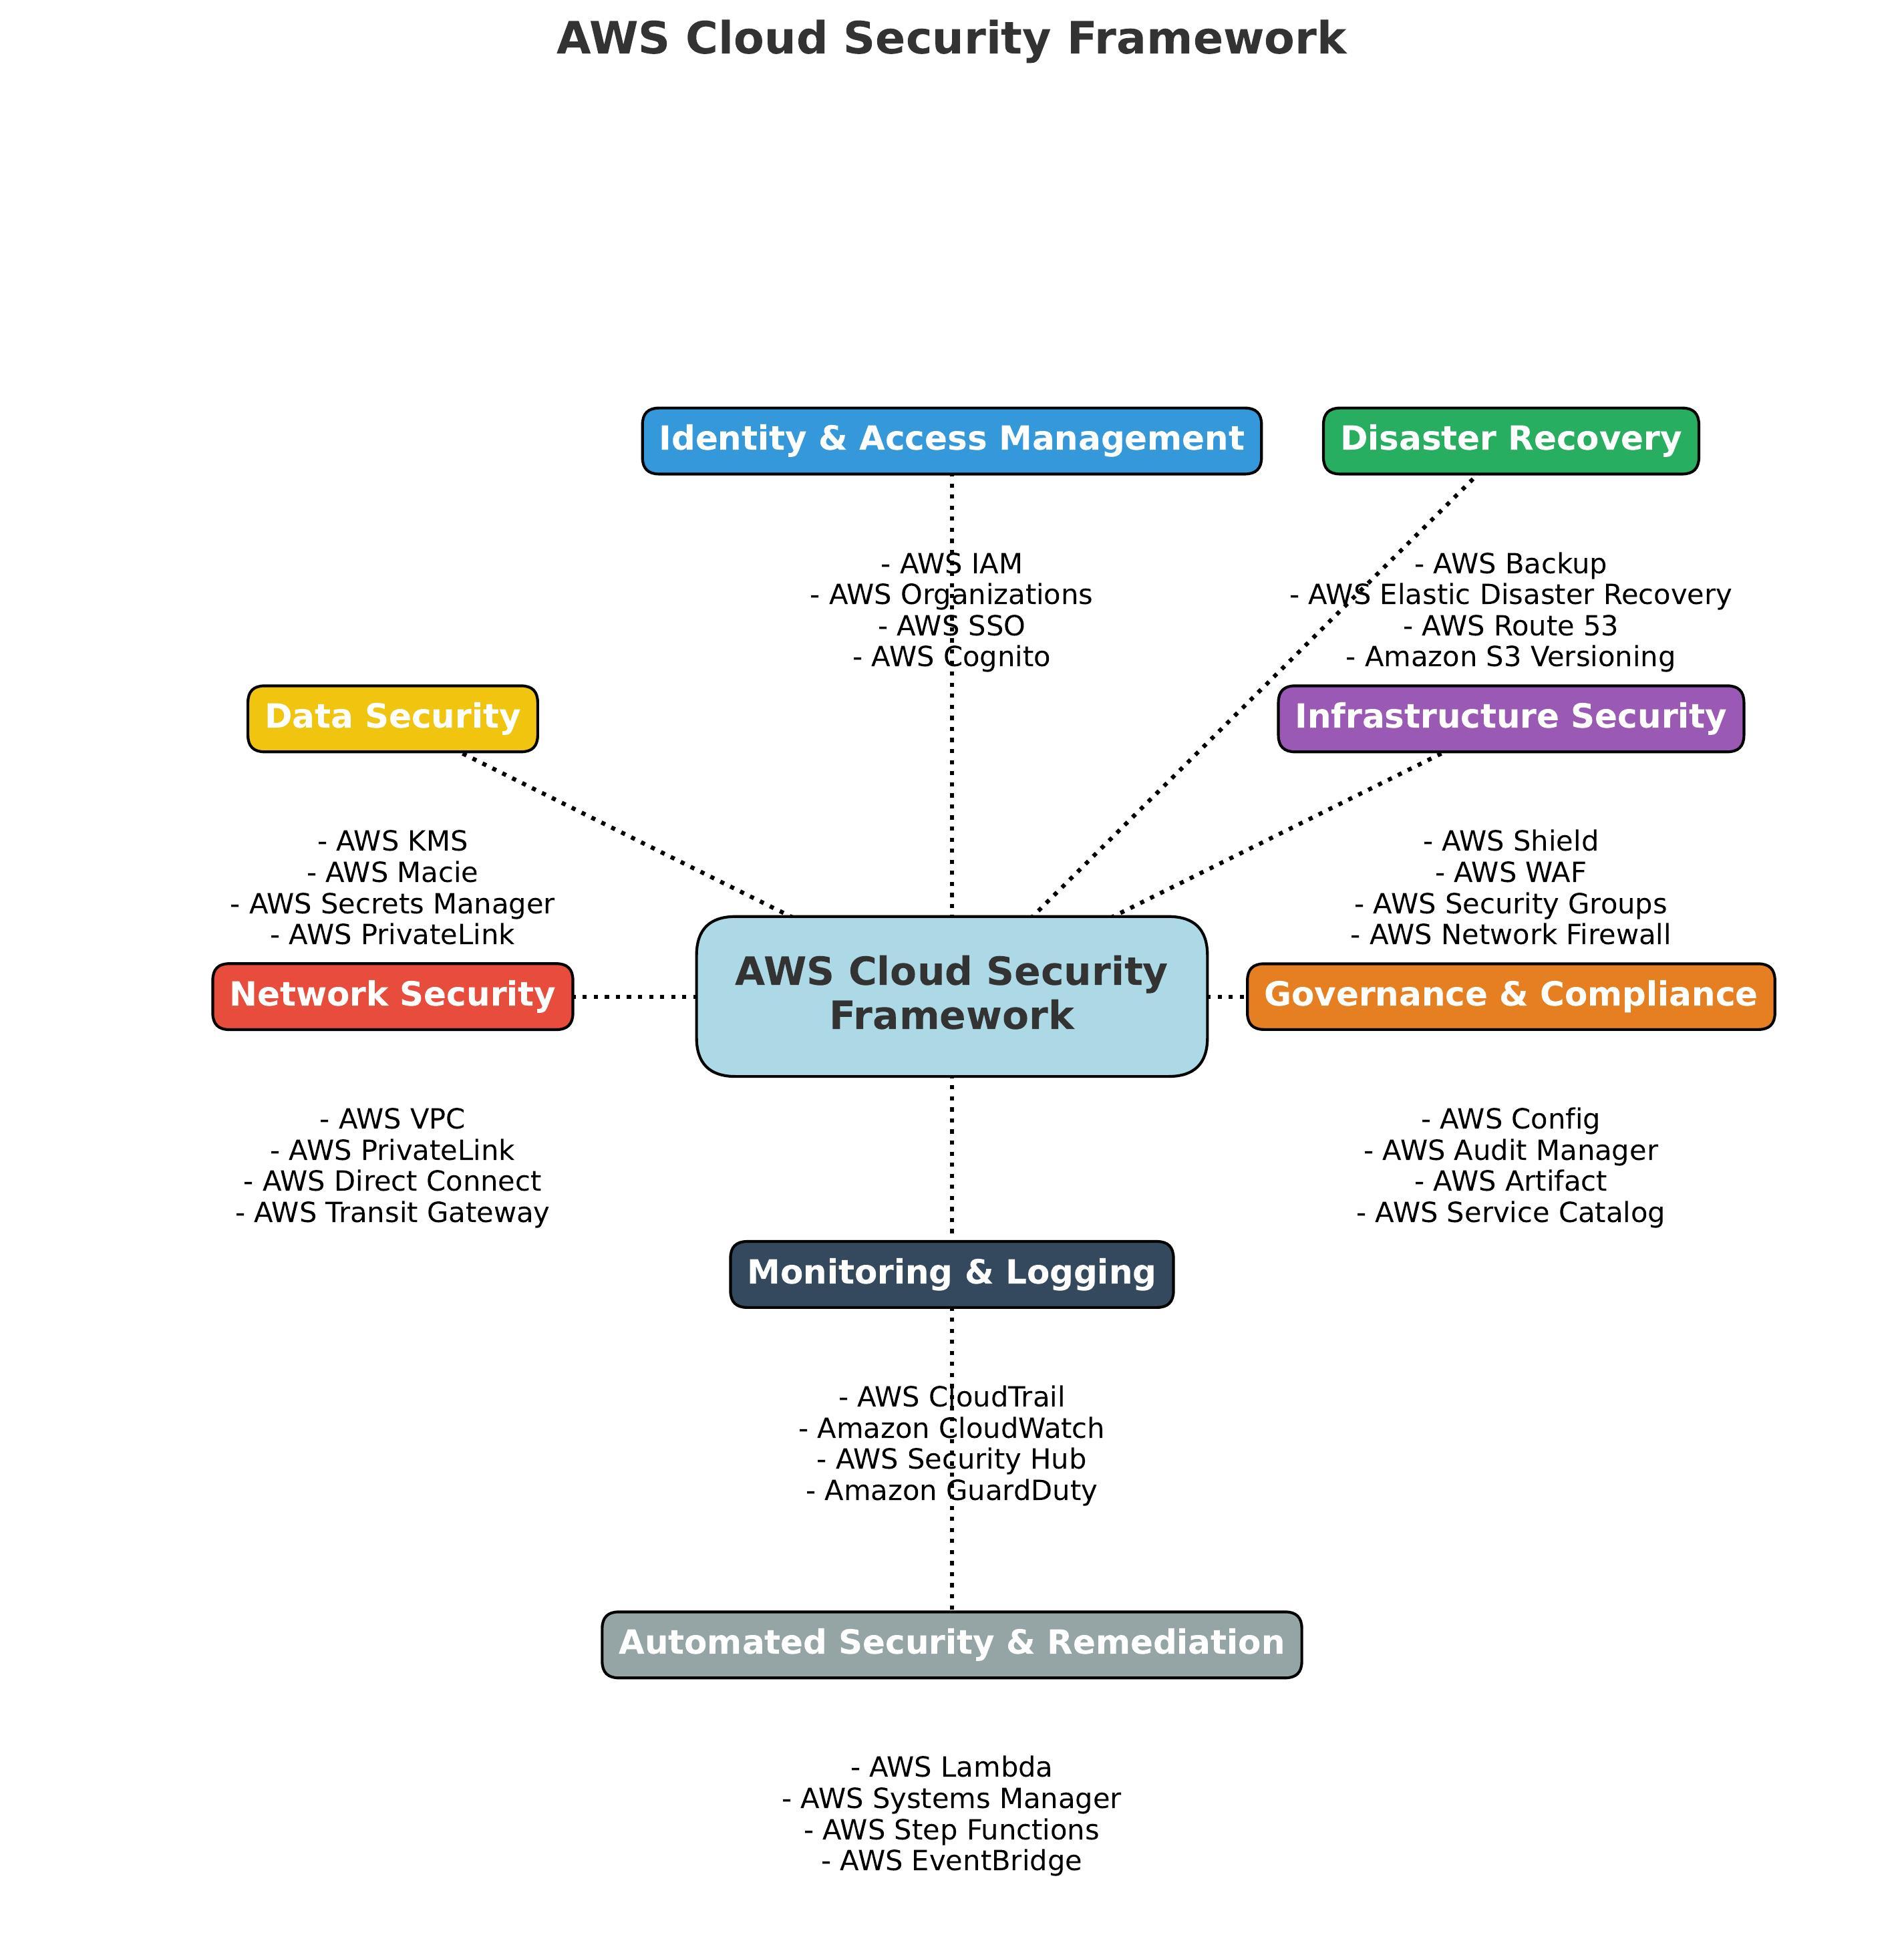 AWS Cloud Security Framework
Identity & Access Management
- AWS IAM
- AWS Organizations
- AWS SSO
- AWS Cognito
Disaster Recovery
- AWS Backup
- AWS Elastic Disaster Recovery
- AWS Route 53
- Amazon S3 Versioning
Data Security
- AWS KMS
- AWS Macie
- AWS Secrets Manager
- AWS PrivateLink
Infrastructure Security
- AWS Shield
- AWS WAF
- AWS Security Groups
- AWS Network Firewall
Network Security
- AWS VPC
- AWS PrivateLink
- AWS Direct Connect
- AWS Transit Gateway
AWS Cloud Security
Framework
Governance & Compliance
- AWS Config
- AWS Audit Manager
- AWS Artifact
- AWS Service Catalog
Monitoring & Logging
- AWS CloudTrail
- Amazon CloudWatch
- AWS Security Hub
- Amazon GuardDuty
Automated Security & Remediation
- AWS Lambda
- AWS Systems Manager
- AWS Step Functions
- AWS EventBridge